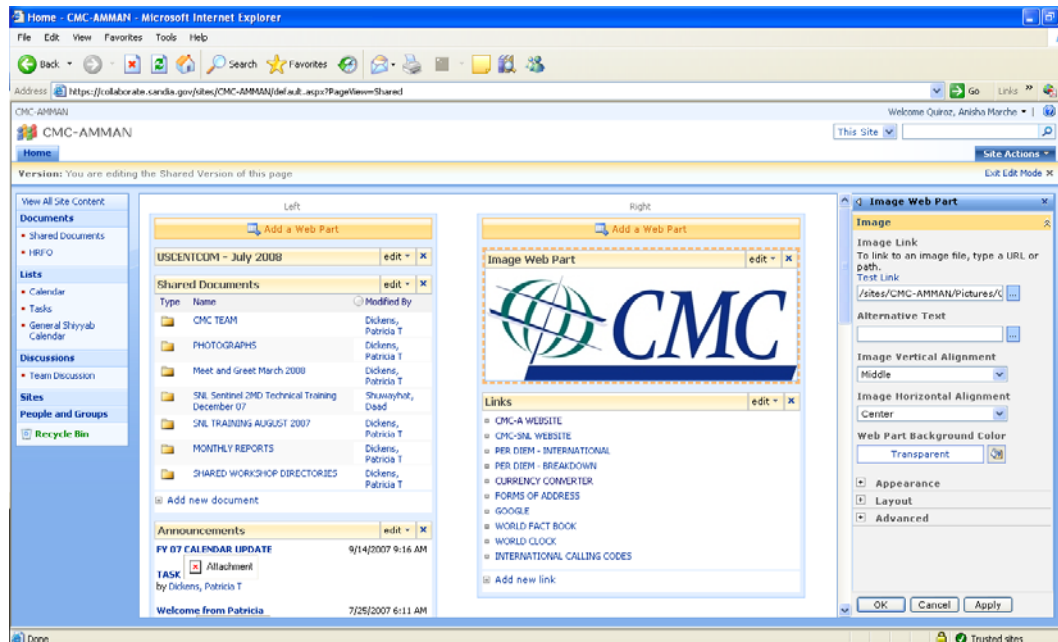 Home - CMC-AMMAN - Microsoft Internet Explorer
File Edit View Favorites Tools Help
Back Search Favorites
Address https://collaborate.sandia.gov/sites/CMC-AMMAN/default.aspx?PageView=Shared Go Links »
CMC-AMMAN Welcome Quiroz, Anisha Marche
CMC-AMMAN This Site
Home Site Actions
Version: You are editing the Shared Version of this page Exit Edit Mode ×
View All Site Content
Documents
Shared Documents
HRFO
Lists
Calendar
Tasks
General Shiyyab
Calendar
Discussions
Team Discussion
Sites
People and Groups
Recycle Bin
Left
Add a Web Part
USCENTCOM - July 2008 edit
Shared Documents edit
Type Name Modified By
CMC TEAM Dickens,
Patricia T
PHOTOGRAPHS Dickens,
Patricia T
Meet and Greet March 2008 Dickens,
Patricia T
SNL Sentinel 2MD Technical Training Shuwayhat,
December 07 Daad
SNL TRAINING AUGUST 2007 Dickens,
Patricia T
MONTHLY REPORTS Dickens,
Patricia T
SHARED WORKSHOP DIRECTORIES Dickens,
Patricia T
Add new document
Announcements edit
FY 07 CALENDAR UPDATE 9/14/2007 9:16 AM
TASK Attachment
by Dickens, Patricia T
Welcome from Patricia 7/25/2007 6:11 AM
Right
Add a Web Part
Image Web Part edit
CMC
Links edit
CMC-A WEBSITE
CMC-SNL WEBSITE
PER DIEM - INTERNATIONAL
PER DIEM - BREAKDOWN
CURRENCY CONVERTER
FORMS OF ADDRESS
GOOGLE
WORLD FACT BOOK
WORLD CLOCK
INTERNATIONAL CALLING CODES
Add new link
Image Web Part
Image
Image Link
To link to an image file, type a URL or
path.
Test Link
/sites/CMC-AMMAN/Pictures/C ...
Alternative Text
...
Image Vertical Alignment
Middle
Image Horizontal Alignment
Center
Web Part Background Color
Transparent
Appearance
Layout
Advanced
OK Cancel Apply
Done Trusted sites